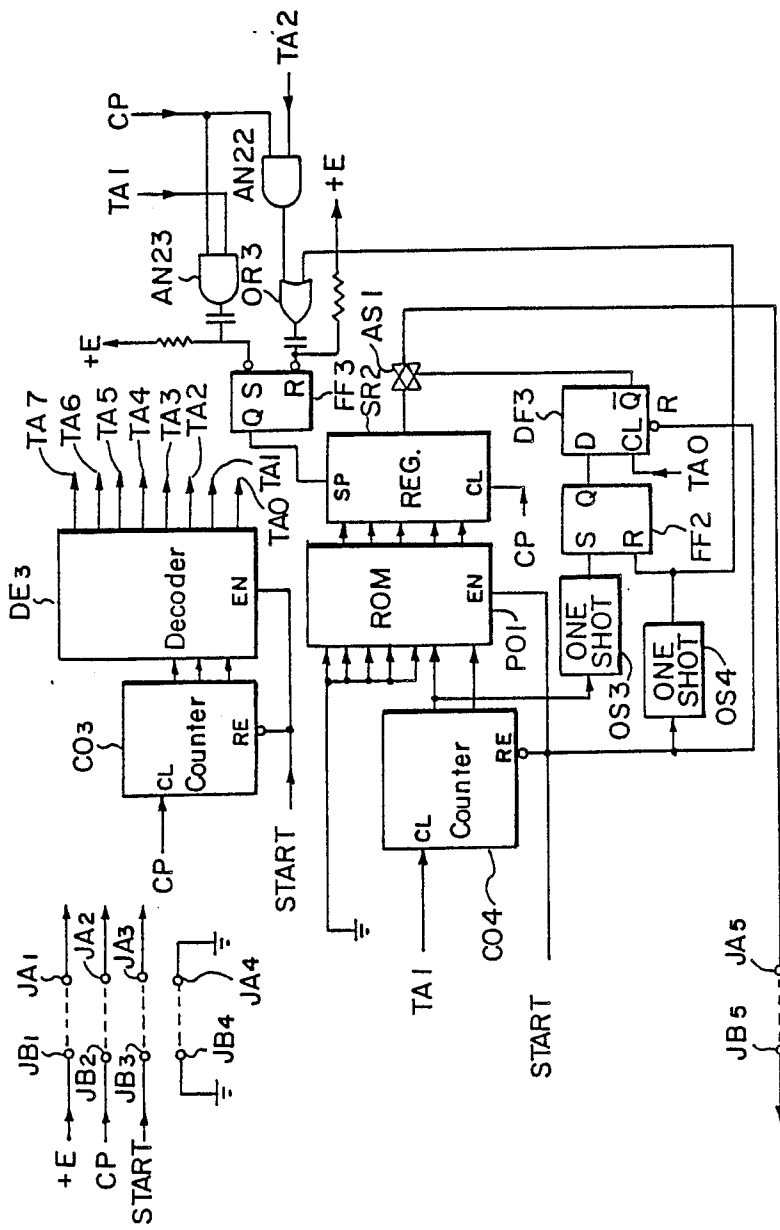 +E
JB1
JA1
CP
JB2
JA2
START
JB3
JA3
JB4
JA4
CP
CO3
CL
Counter
RE
START
DE3
Decoder
EN
TA7
TA6
TA5
TA4
TA3
TA2
TA1
TA0
+E
AN23
TA1
CP
TA2
AN22
OR3
+E
Q
S
R
FF3
SR2
AS1
SP
REG.
CL
CP
ROM
EN
PO1
TA1
CL
Counter
RE
CO4
START
ONE
SHOT
OS3
ONE
SHOT
OS4
S
Q
R
FF2
DF3
D
CL
Q̅
R
TA0
JB5
JA5